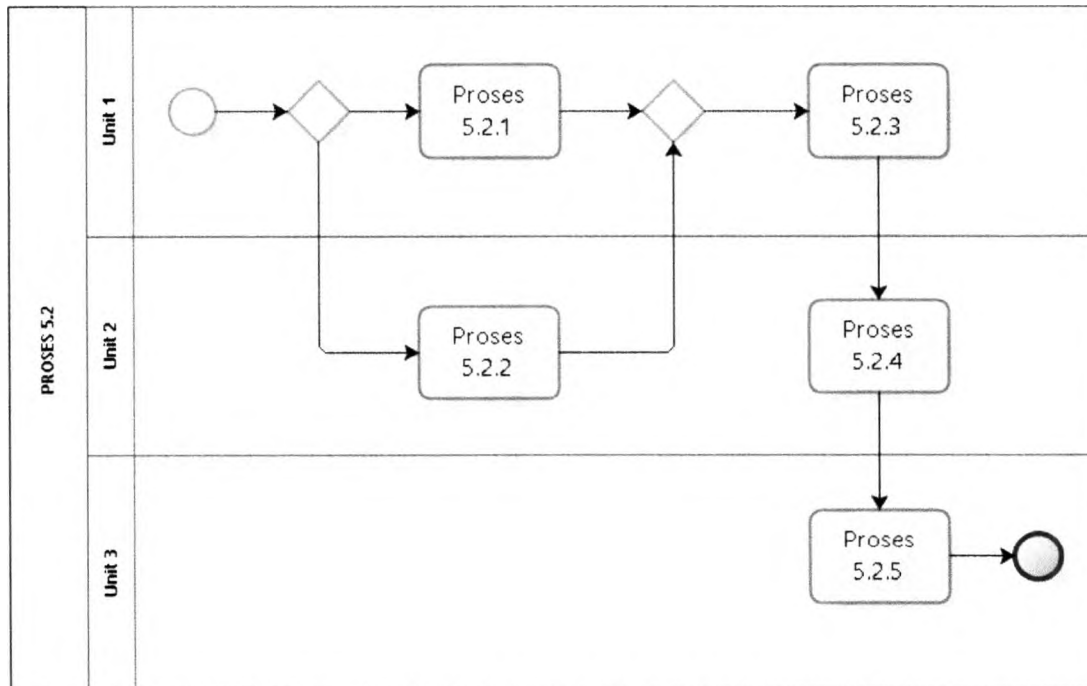 PROSES 5.2
Unit 1
Proses
5.2.1
Proses
5.2.3
Unit 2
Proses
5.2.2
Proses
5.2.4
Unit 3
Proses
5.2.5